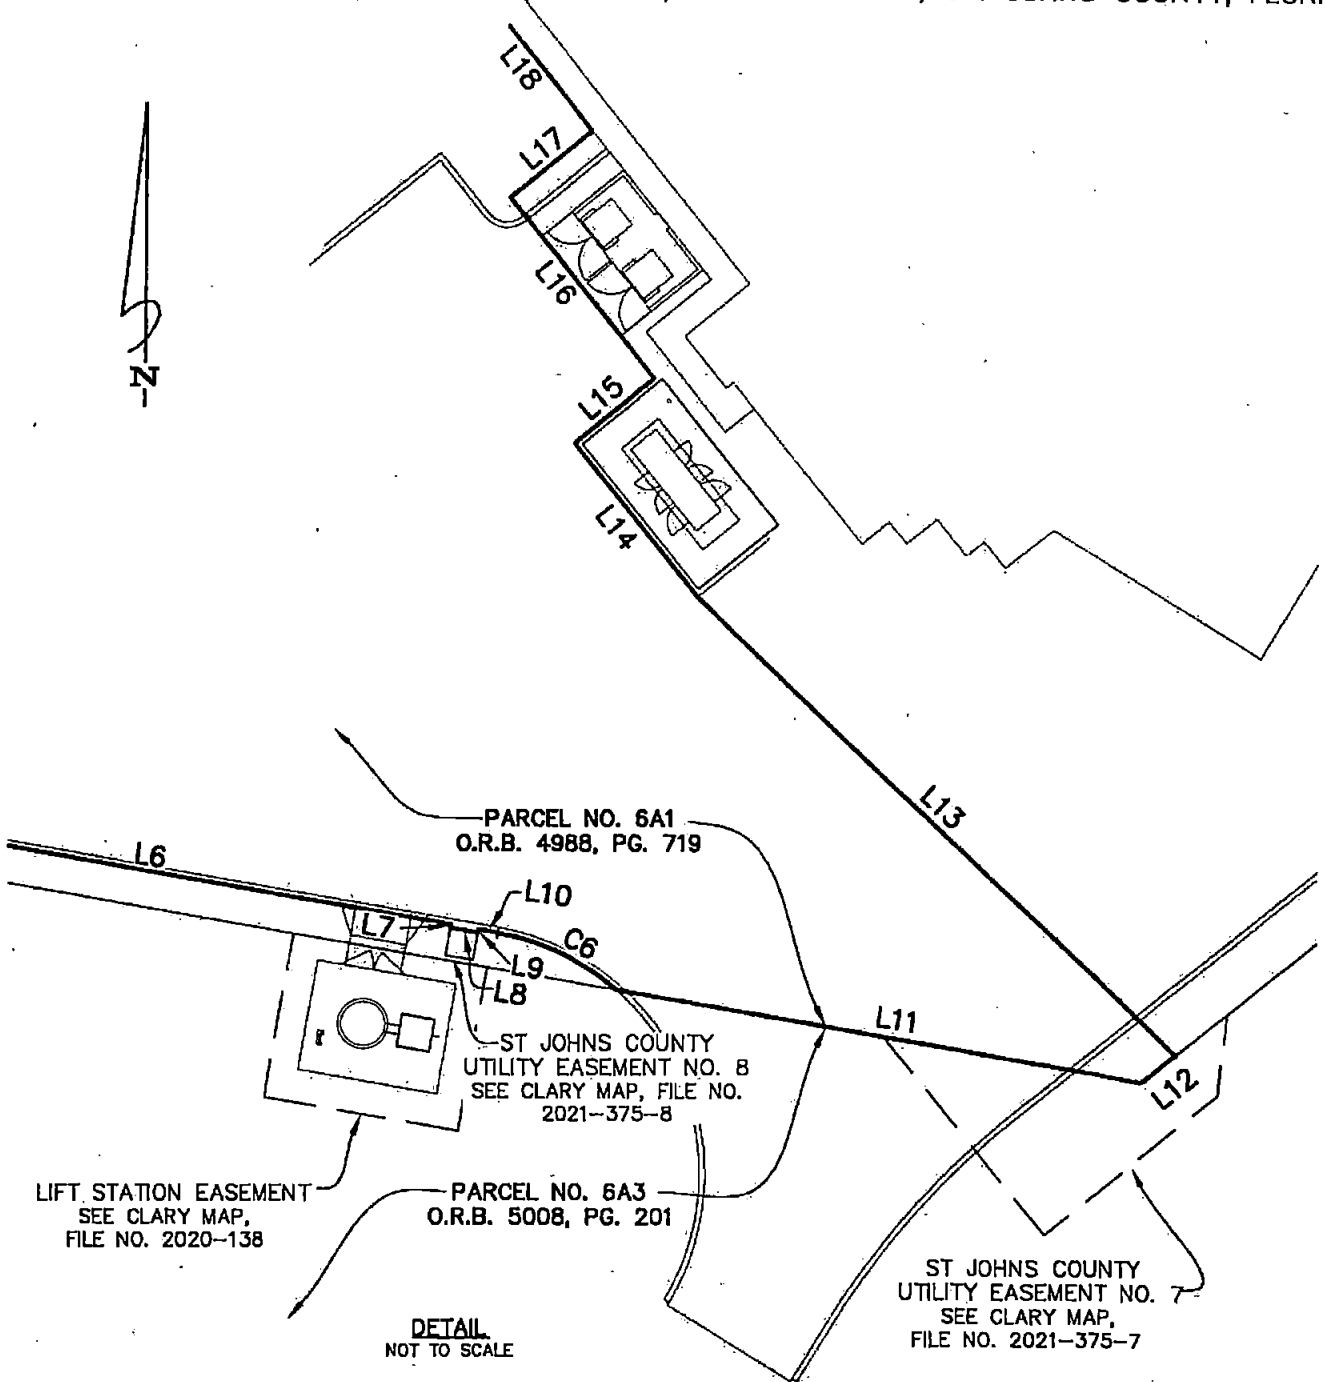 COUNTY,
L18
L17
L16
N
L15
L14
L13
PARCEL NO. 6A1
O.R.B. 4988, PG. 719
L6
L10
L7
C6
L9
L8
L11
ST JOHNS COUNTY
UTILITY EASEMENT NO. 8
SEE CLARY MAP, FILE NO.
2021-375-8
L12
LIFT STATION EASEMENT
SEE CLARY MAP,
FILE NO. 2020-138
PARCEL NO. 6A3
O.R.B. 5008, PG. 201
ST JOHNS COUNTY
UTILITY EASEMENT NO. 7
SEE CLARY MAP,
FILE NO. 2021-375-7
DETAIL
NOT TO SCALE